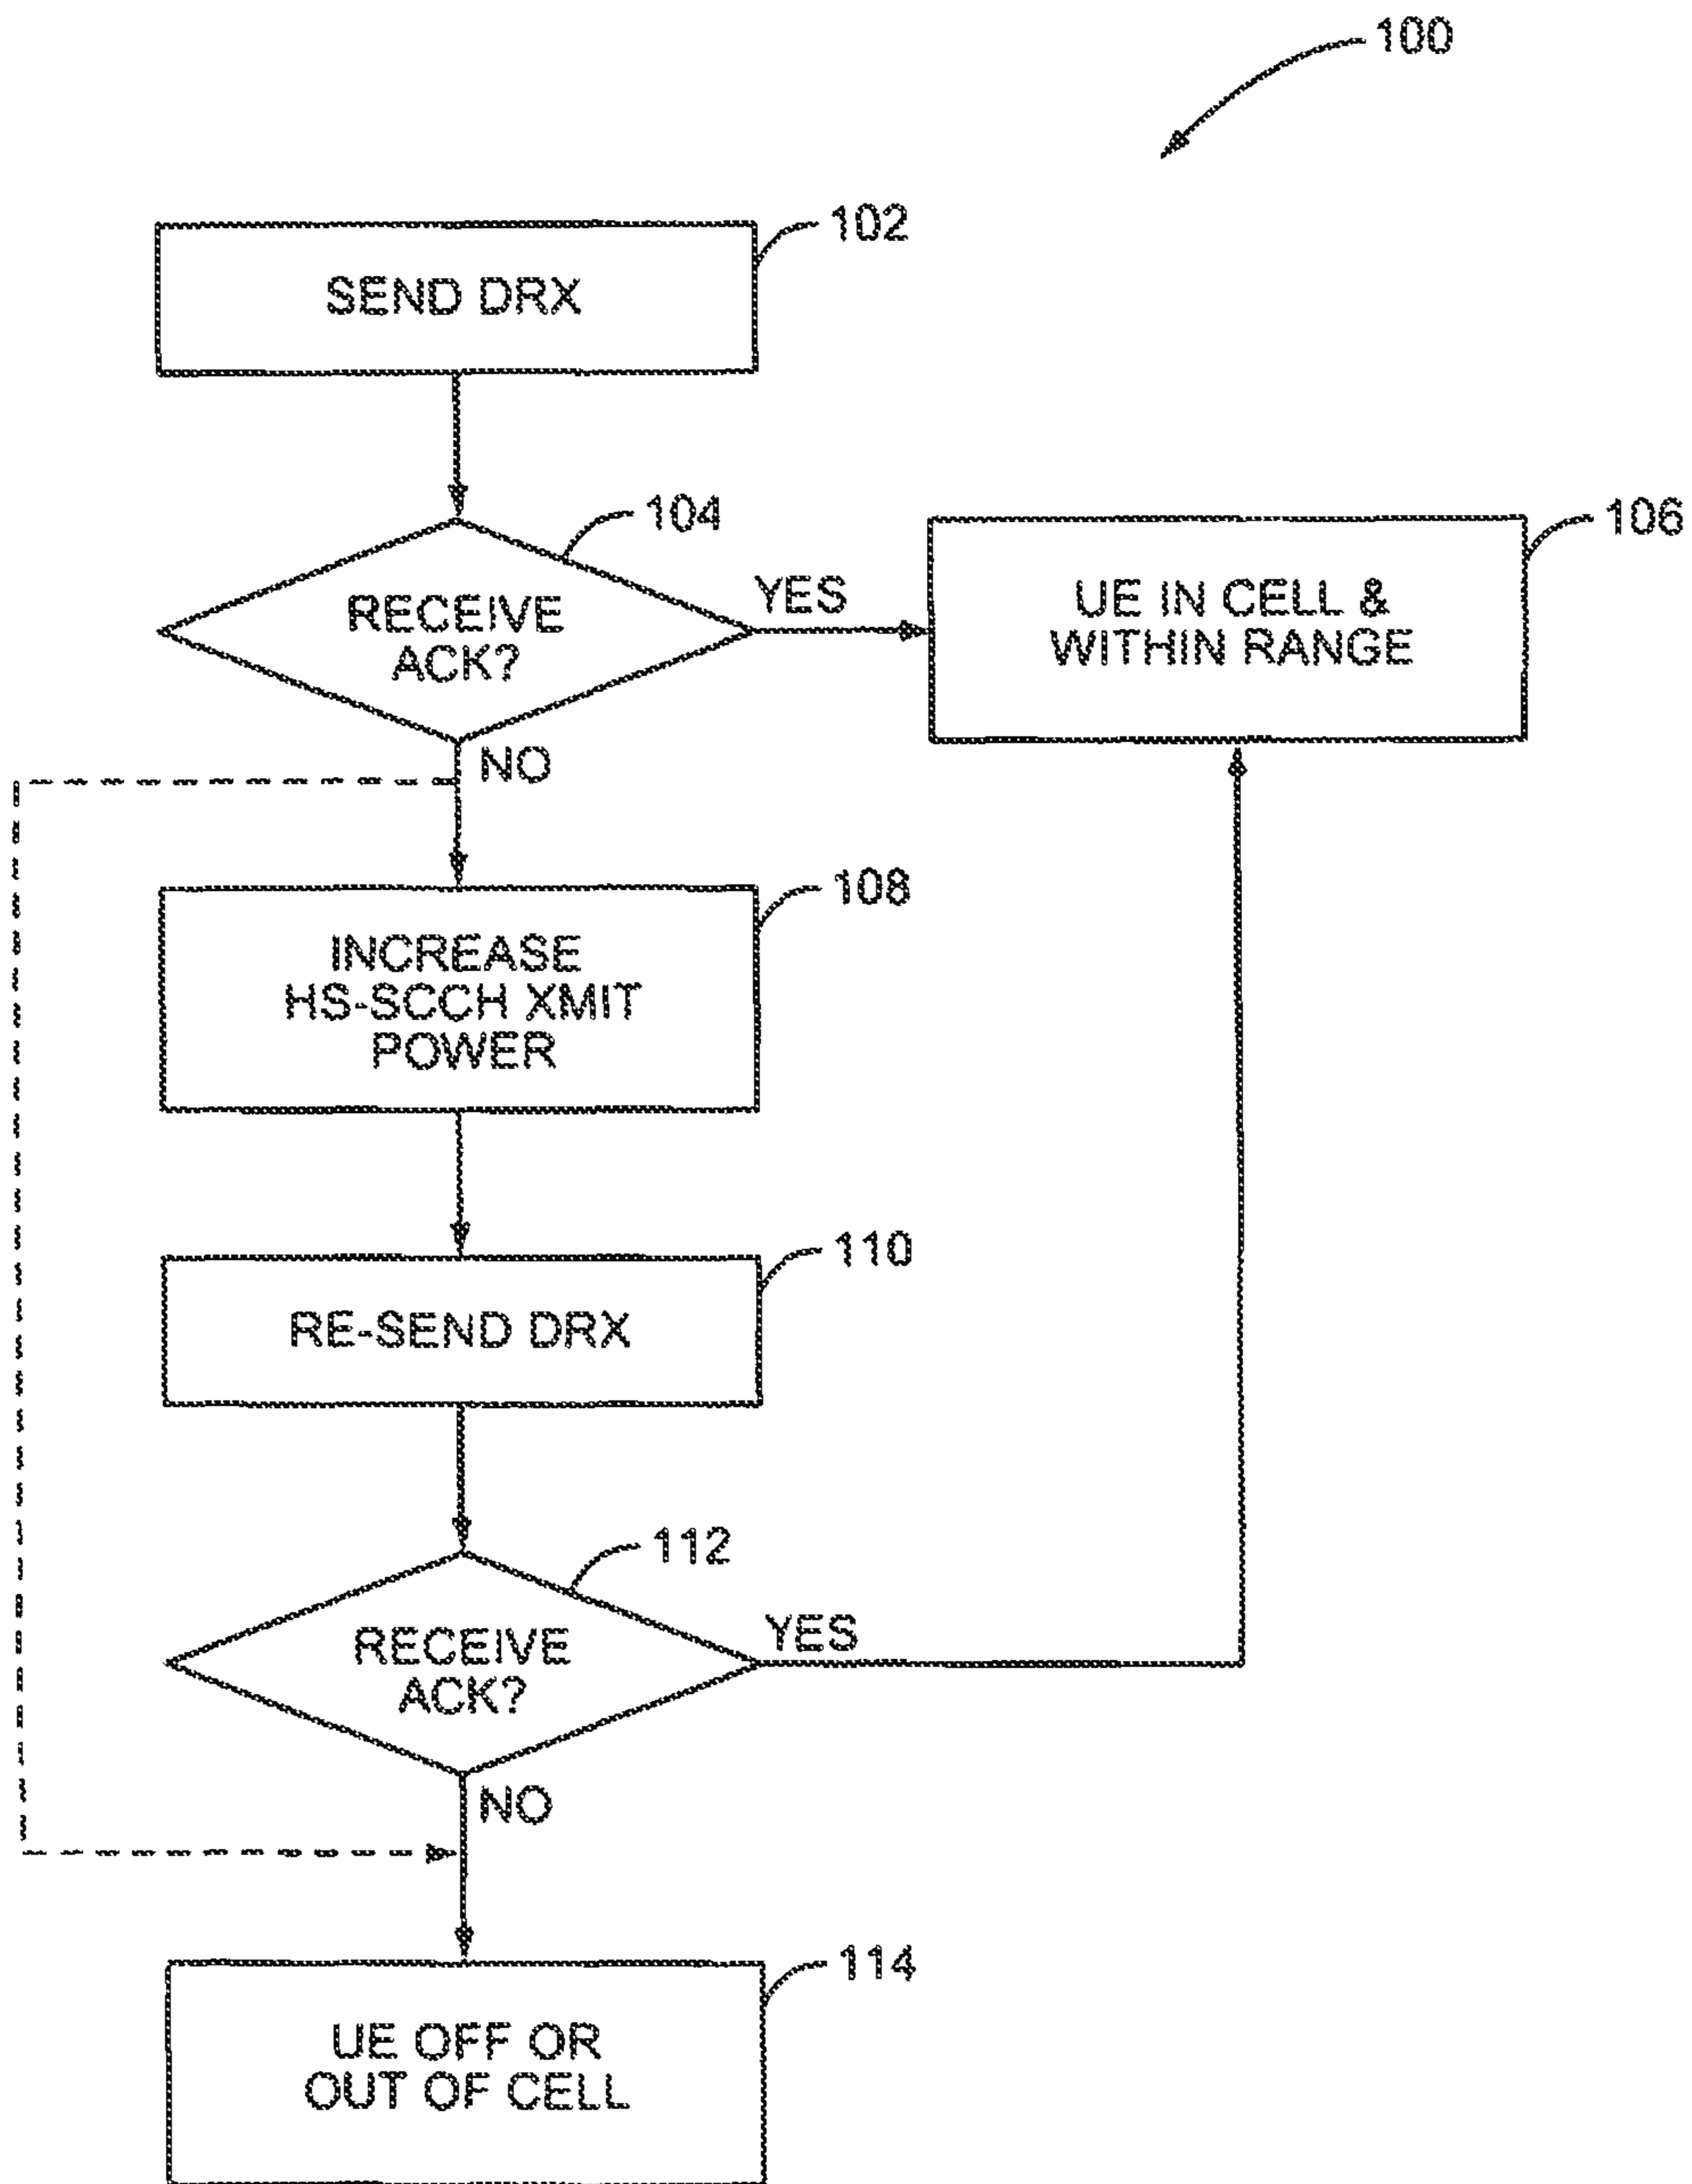 100
102
SEND DRX
104
RECEIVE
ACK?
YES
106
UE IN CELL &
WITHIN RANGE
NO
108
INCREASE
HS-SCCH XMIT
POWER
110
RE-SEND DRX
112
RECEIVE
ACK?
YES
NO
114
UE OFF OR
OUT OF CELL